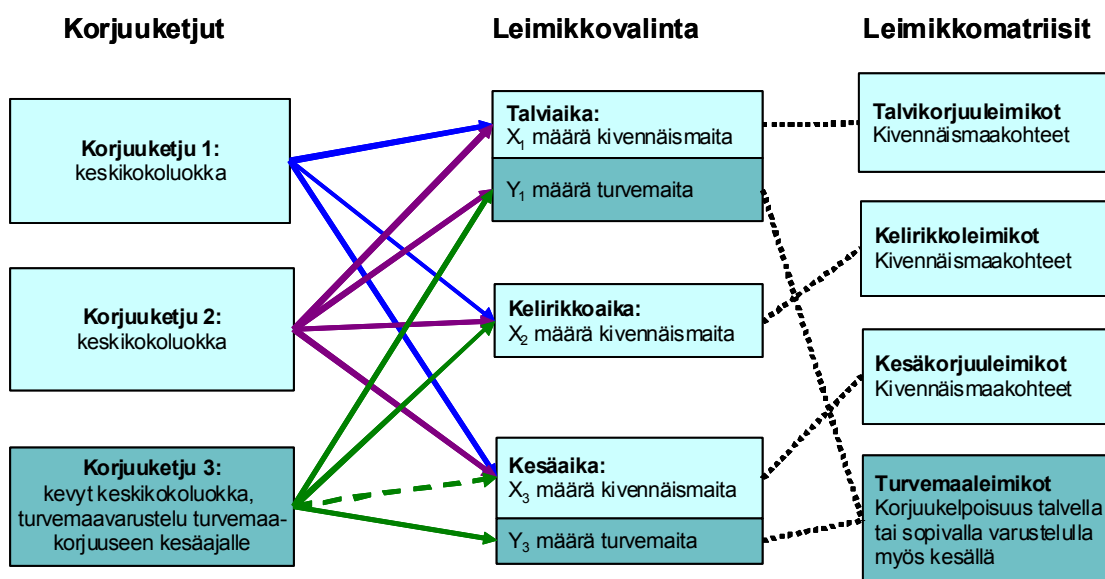 Korjuuketjut
Korjuuketju 1:
keskikokoluokka
Korjuuketju 2:
keskikokoluokka
Korjuuketju 3:
kevyt keskikokoluokka,
turvemaavarustelu turvemaa-
korjuuseen kesäajalle
Leimikkovalinta
Talviaika:
X₁ määrä kivennäismaita
Y₁ määrä turvemaita
Kelirikkoaika:
X₂ määrä kivennäismaita
Kesäaika:
X₃ määrä kivennäismaita
Y₃ määrä turvemaita
Leimikkomatriisit
Talvikorjuuleimikot
Kivennäismaakohteet
Kelirikkoleimikot
Kivennäismaakohteet
Kesäkorjuuleimikot
Kivennäismaakohteet
Turvemaaleimikot
Korjuukelpoisuus talvella
tai sopivalla varustelulla
myös kesällä